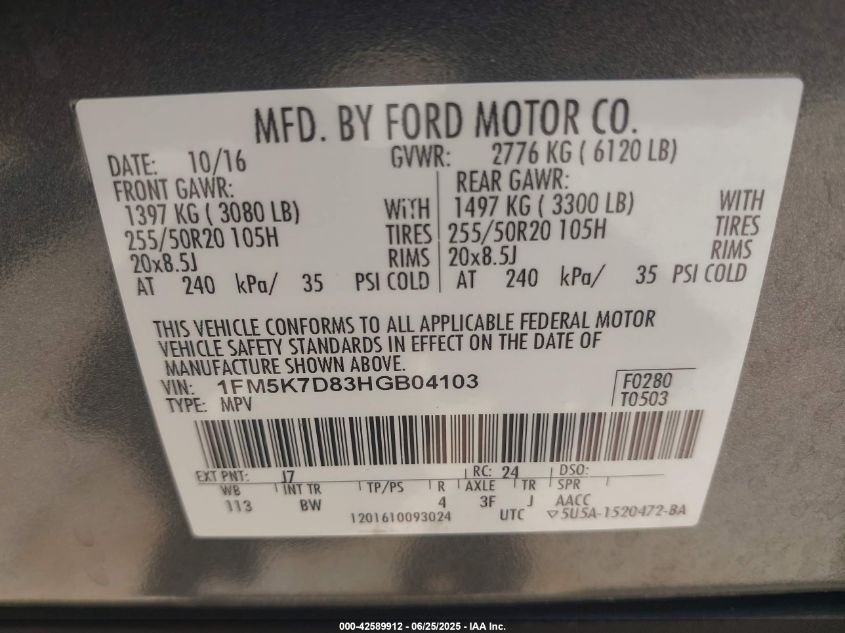 MFD. BY FORD MOTOR CO.
DATE: 10/16 GVWR: 2776 KG ( 6120 LB)
FRONT GAWR: REAR GAWR:
1397 KG ( 3080 LB) WITH 1497 KG ( 3300 LB) WITH
255/50R20 105H TIRES 255/50R20 105H TIRES
20x8.5J RIMS 20x8.5J RIMS
AT 240 kPa/ 35 PSI COLD AT 240 kPa/ 35 PSI COLD
THIS VEHICLE CONFORMS TO ALL APPLICABLE FEDERAL MOTOR
VEHICLE SAFETY STANDARDS IN EFFECT ON THE DATE OF
MANUFACTURE SHOWN ABOVE.
VIN: 1FM5K7D83HGB04103 F0280
TYPE: MPV T0503
EXT PNT: J7 RC: 24 DSO:
WB INT TR TP/PS R AXLE TR SPR
113 BW 4 3F J AACC
1201610093024 UTC ▽5U5A-1520472-BA
000-42589912 - 06/25/2025 - IAA Inc.